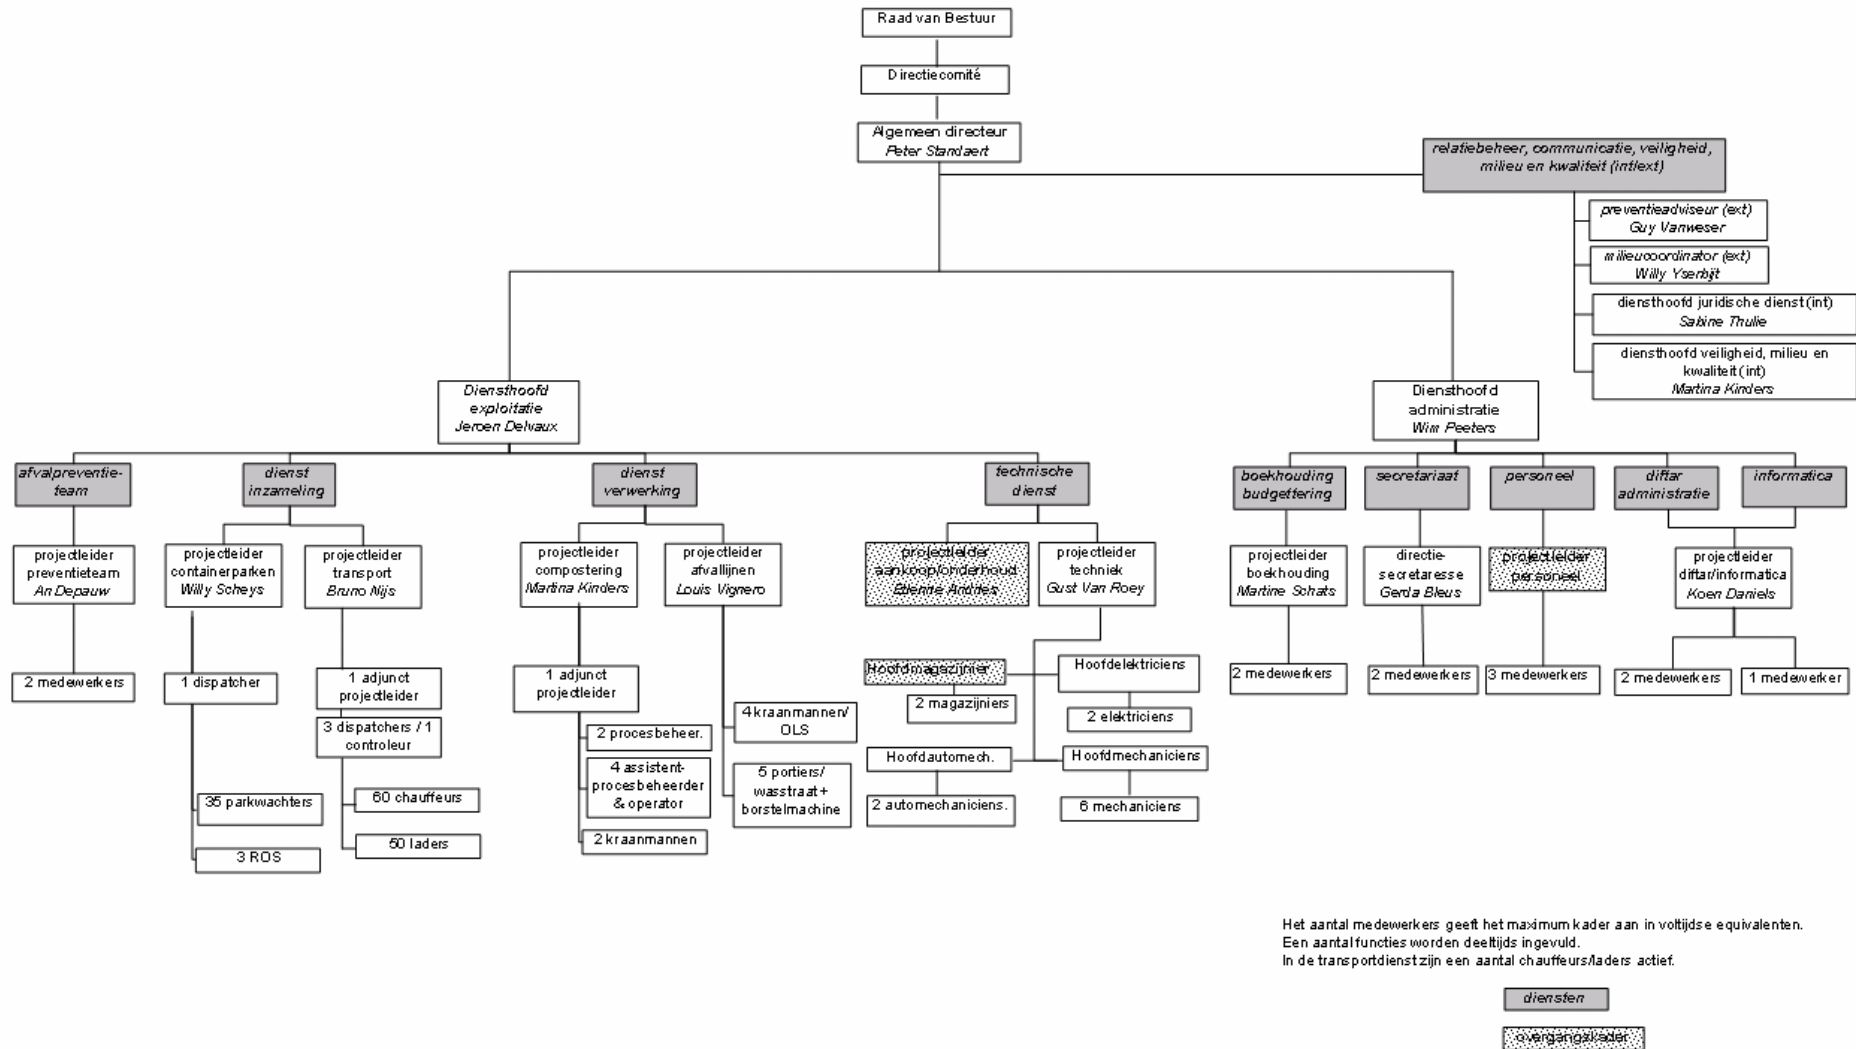 Raad van Bestuur
Directiecomité
Algemeen directeur
Peter Standaert
relatiebeheer, communicatie, veiligheid,
milieu en kwaliteit (int/ext)
preventieadviseur (ext)
Guy Vanweser
milieucoordinator (ext)
Willy Yserbijt
diensthoofd juridische dienst (int)
Sabine Thulie
diensthoofd veiligheid, milieu en
kwaliteit (int)
Martina Kinders
Diensthoofd
exploitatie
Jeroen Delvaux
Diensthoofd
administratie
Wim Peeters
afvalpreventie-
team
dienst
inzameling
dienst
verwerking
technische
dienst
boekhouding
budgettering
secretariaat
personeel
diftar
administratie
informatica
projectleider
preventieteam
An Depauw
projectleider
containerparken
Willy Scheys
projectleider
transport
Bruno Nijs
projectleider
compostering
Martina Kinders
projectleider
afvallijnen
Louis Vignero
projectleider
aankoop/onderhoud
Etienne Andries
projectleider
techniek
Gust Van Roey
projectleider
boekhouding
Martine Schats
directie-
secretaresse
Gerda Bleus
projectleider
personeel
projectleider
diftar/informatica
Koen Daniels
2 medewerkers
1 dispatcher
1 adjunct
projectleider
3 dispatchers / 1
controleur
35 parkwachters
3 ROS
60 chauffeurs
50 laders
1 adjunct
projectleider
2 procesbeheer.
4 assistent-
procesbeheerder
& operator
2 kraanmannen
4 kraanmannen/
OLS
5 portiers/
wasstraat+
borstelmachine
Hoofdmagazijnier
2 magazijniers
Hoofdelektriciens
2 elektriciens
Hoofdautomech.
2 automechaniciens.
Hoofdmechaniciens
6 mechaniciens
2 medewerkers
2 medewerkers
3 medewerkers
2 medewerkers
1 medewerker
Het aantal medewerkers geeft het maximum kader aan in voltijdse equivalenten.
Een aantal functies worden deeltijds ingevuld.
In de transportdienst zijn een aantal chauffeurs/laders actief.
diensten
overgangskader